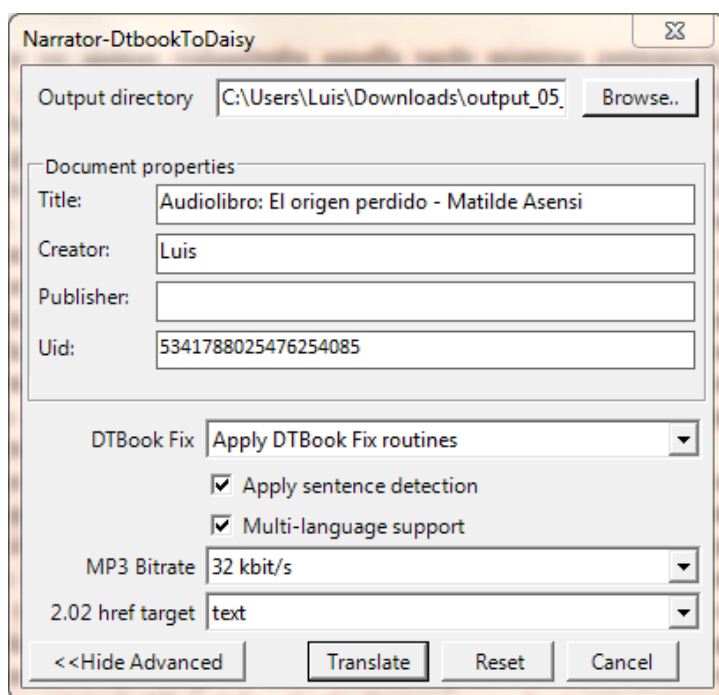 Narrator-DtbookToDaisy
Output directory C:\Users\Luis\Downloads\output_05_ Browse..
Document properties
Title: Audiolibro: El origen perdido - Matilde Asensi
Creator: Luis
Publisher:
Uid: 5341788025476254085
DTBook Fix Apply DTBook Fix routines
Apply sentence detection
Multi-language support
MP3 Bitrate 32 kbit/s
2.02 href target text
<<Hide Advanced Translate Reset Cancel